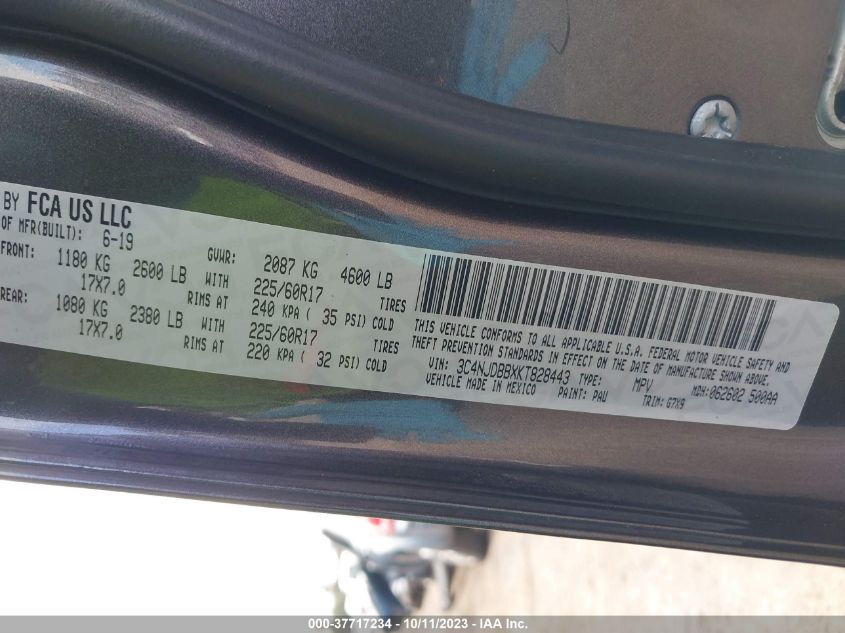 BY FCA US LLC
OF MFR(BUILT): 6-19
GVWR: 2087 KG 4600 LB
FRONT: 1180 KG 2600 LB WITH 225/60R17 TIRES
17X7.0 RIMS AT 240 KPA ( 35 PSI) COLD
REAR: 1080 KG 2380 LB WITH 225/60R17 TIRES
17X7.0 RIMS AT 220 KPA ( 32 PSI) COLD
THIS VEHICLE CONFORMS TO ALL APPLICABLE U.S.A. FEDERAL MOTOR VEHICLE SAFETY AND
THEFT PREVENTION STANDARDS IN EFFECT ON THE DATE OF MANUFACTURE SHOWN ABOVE.
VIN: 3C4NJDBBXKT828443 TYPE: MPV MDH:062602 500AA
VEHICLE MADE IN MEXICO PAINT: PAU TRIM: G7X9
000-37717234 - 10/11/2023 - IAA Inc.